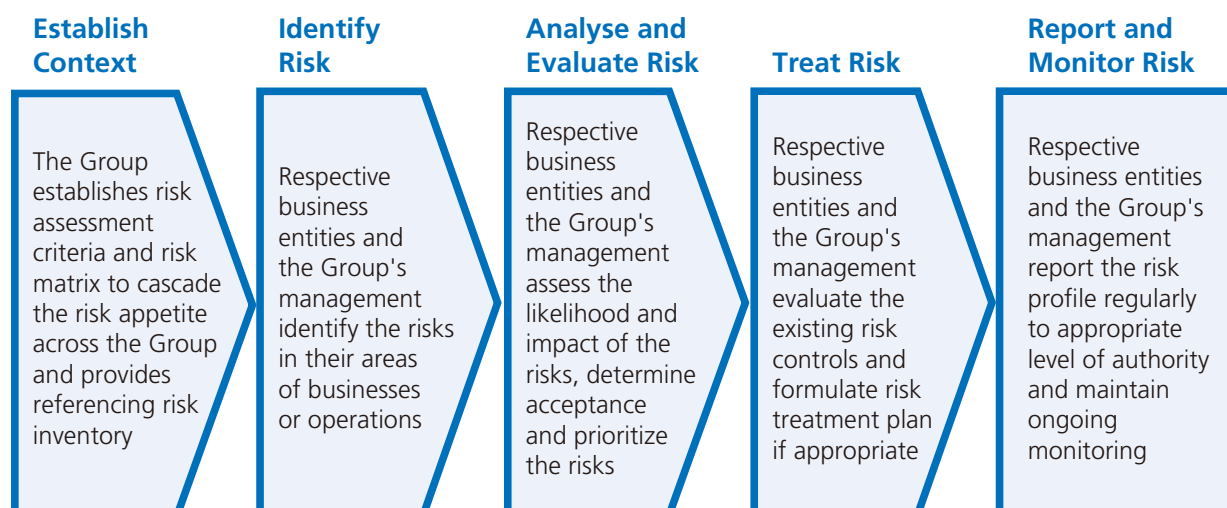 Establish
Context
The Group
establishes risk
assessment
criteria and risk
matrix to cascade
the risk appetite
across the Group
and provides
referencing risk
inventory
Identify
Risk
Respective
business
entities and
the Group's
management
identify the risks
in their areas
of businesses
or operations
Analyse and
Evaluate Risk
Respective
business
entities and
the Group's
management
assess the
likelihood and
impact of the
risks, determine
acceptance
and prioritize
the risks
Treat Risk
Respective
business
entities and
the Group's
management
evaluate the
existing risk
controls and
formulate risk
treatment plan
if appropriate
Report and
Monitor Risk
Respective
business entities
and the Group's
management
report the risk
profile regularly
to appropriate
level of authority
and maintain
ongoing
monitoring